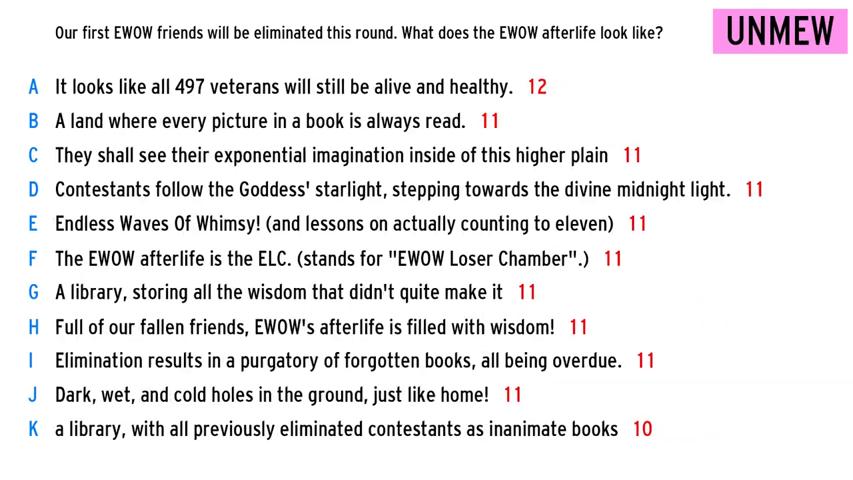 Our first EWOW friends will be eliminated this round. What does the EWOW afterlife look like? UNMEW
A It looks like all 497 veterans will still be alive and healthy. 12
B A land where every picture in a book is always read. 11
C They shall see their exponential imagination inside of this higher plain 11
D Contestants follow the Goddess' starlight, stepping towards the divine midnight light. 11
E Endless Waves Of Whimsy! (and lessons on actually counting to eleven) 11
F The EWOW afterlife is the ELC. (stands for "EWOW Loser Chamber".) 11
G A library, storing all the wisdom that didn't quite make it 11
H Full of our fallen friends, EWOW's afterlife is filled with wisdom! 11
I Elimination results in a purgatory of forgotten books, all being overdue. 11
J Dark, wet, and cold holes in the ground, just like home! 11
K a library, with all previously eliminated contestants as inanimate books 10